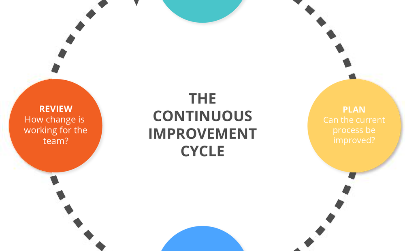 THE
CONTINUOUS
IMPROVEMENT
CYCLE
REVIEW
How change is
working for the
team?
PLAN
Can the current
process be
improved?